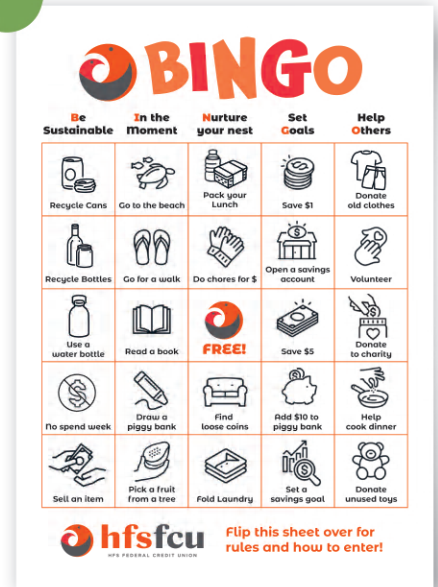 BINGO
Be
Sustainable
In the
Moment
Nurture
your nest
Set
Goals
Help
Others
Recycle Cans
Go to the beach
Pack your
Lunch
Save $1
Donate
old clothes
Recycle Bottles
Go for a walk
Do chores for $
Open a savings
account
Volunteer
Use a
water bottle
Read a book
FREE!
Save $5
Donate
to charity
No spend week
Draw a
piggy bank
Find
loose coins
Add $10 to
piggy bank
Help
cook dinner
Sell an item
Pick a fruit
from a tree
Fold Laundry
Set a
savings goal
Donate
unused toys
hfsfcu
HFS FEDERAL CREDIT UNION
Flip this sheet over for
rules and how to enter!